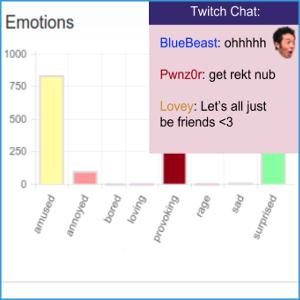 Emotions
Twitch Chat:
BlueBeast: ohhhhh
Pwnz0r: get rekt nub
Lovey: Let's all just
be friends <3
1000
750
500
250
0
amused
annoyed
bored
loving
provoking
rage
sad
surprised